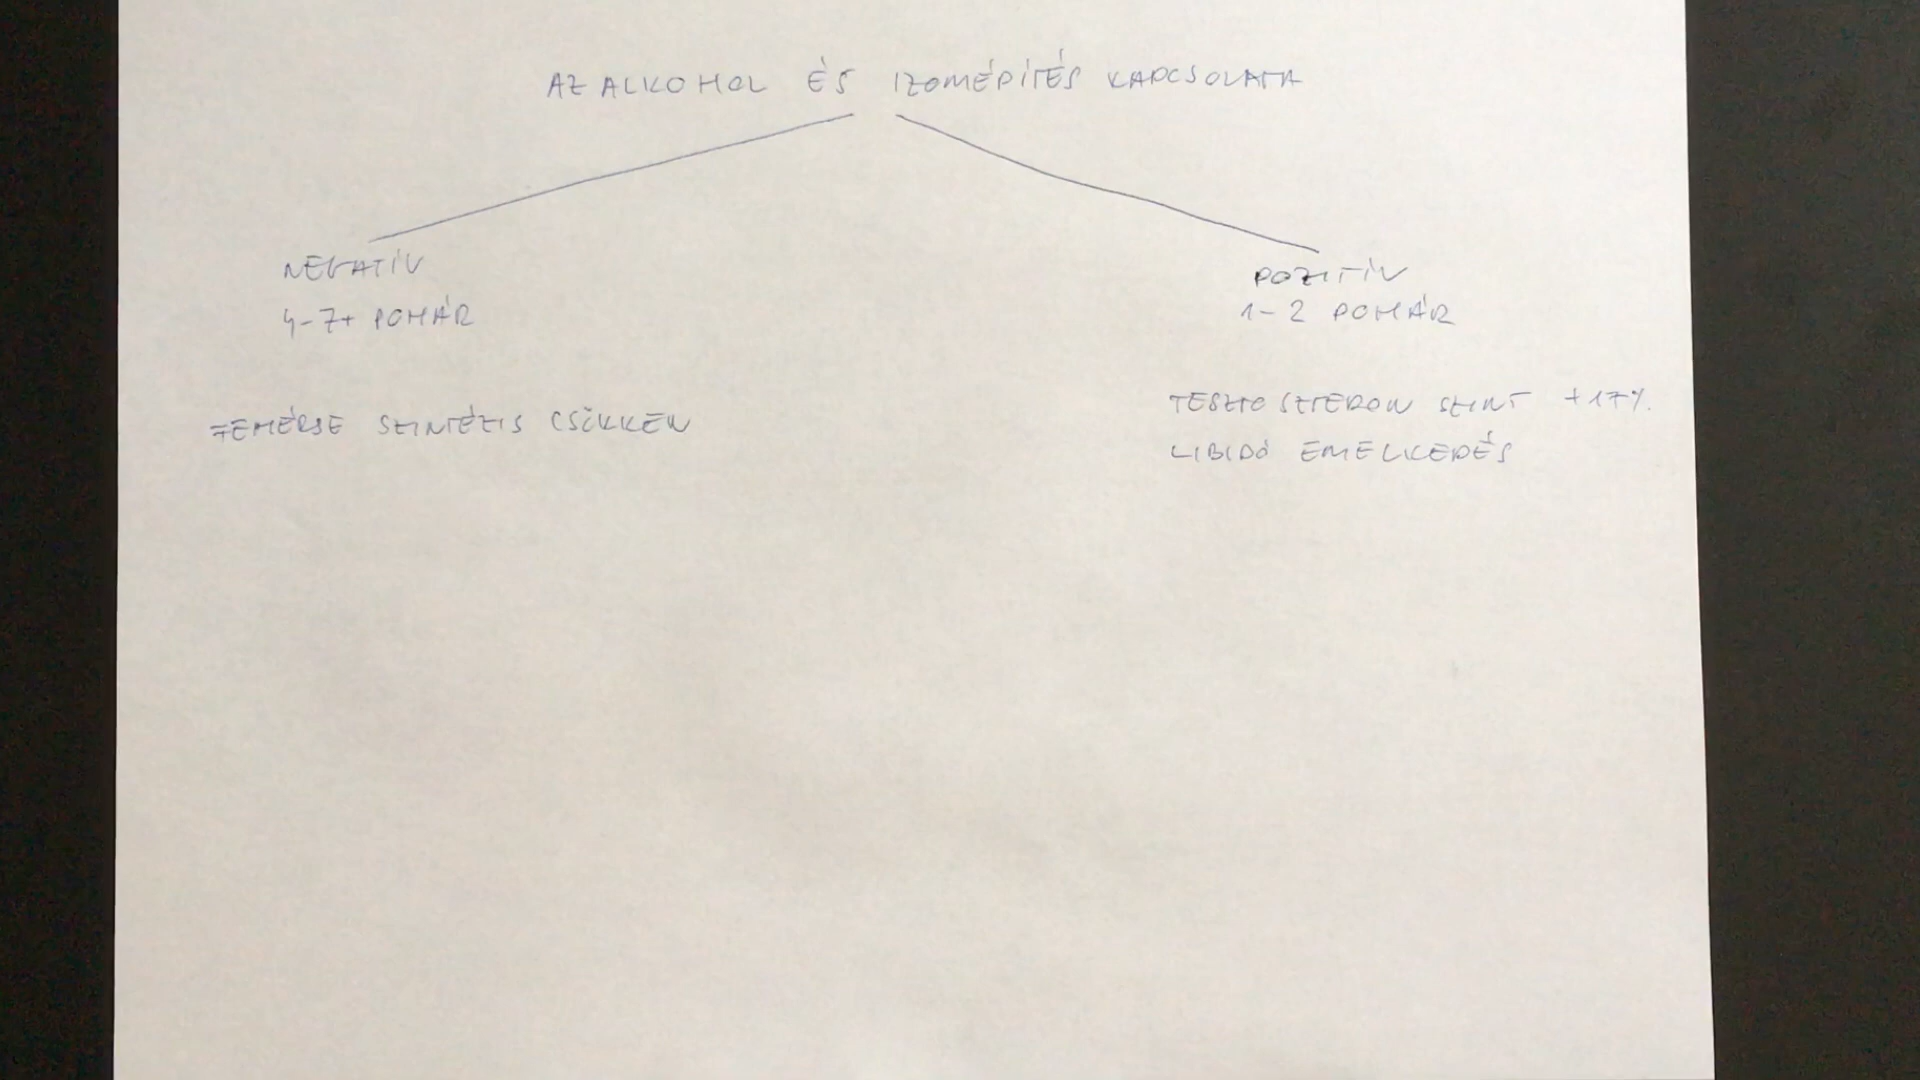 AZ ALKOHOL ÉS IZOMÉPÍTÉS KAPCSOLATA
NEGATÍV
4-7+ POHÁR
FEHÉRJE SZINTÉZIS CSÖKKEN
POZITÍV
1-2 POHÁR
TESZTOSZTERON SZINT +17%
LIBIDÓ EMELKEDÉS